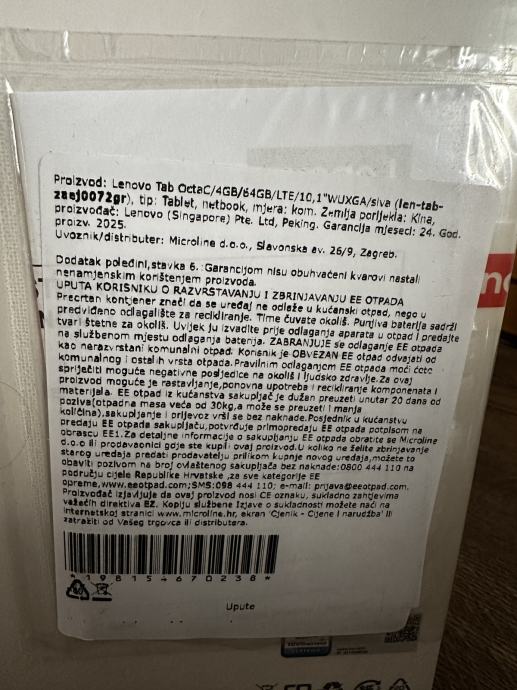 Proizvod: Lenovo Tab OctaC/4GB/64GB/LTE/10,1"WUXGA/siva (len-tab-
zaej0072gr), tip: Tablet, netbook, mjera: kom. Zemlja porijekla: Kina,
proizvođač: Lenovo (Singapore) Pte. Ltd, Peking. Garancija mjeseci: 24. God.
proizv. 2025.
Uvoznik/distributer: Microline d.o.o., Slavonska av. 26/9, Zagreb.
Dodatak poleđini,stavka 6. :Garancijom nisu obuhvaćeni kvarovi nastali
nenamjenskim korištenjem proizvoda.
UPUTA KORISNIKU O RAZVRSTAVANJU I ZBRINJAVANJU EE OTPADA
Precrtan kontjener znači da se uređaj ne odlaže u kućanski otpad, nego u
predviđeno odlagalište za recikliranje. Time čuvate okoliš. Punjiva baterija sadrži
tvari štetne za okoliš. Uvijek ju izvadite prije odlaganja aparata u otpad i predajte
na službenom mjestu odlaganja baterija. ZABRANJUJE se odlaganje EE otpada
kao nerazvrstani komunalni otpad. Korisnik je OBVEZAN EE otpad odvajati od
komunalnog i ostalih vrsta otpada.Pravilnim odlaganjem EE otpada moći ćete
spriječiti moguće negativne posljedice na okoliš i ljudsko zdravlje.Za ovaj
proizvod moguće je rastavljanje,ponovna upotreba i recikliranje komponenata i
materijala. EE otpad iz kućanstva sakupljač je dužan preuzeti unutar 20 dana od
poziva(otpadna masa veća od 30kg,a može se preuzeti i manja
količina),sakupljanje i prijevoz vrši se bez naknade.Posjednik u kućanstvu
predaju EE otpada sakupljaču,potvrđuje primopredaju EE otpada potpisom na
obrascu EE1.Za detaljne informacije o sakupljanju EE otpada obratite se Microline
d.o.o ili prodavaonici gdje ste kupili ovaj proizvod.U koliko ne želite zbrinjavanje
starog uređaja predati prodavatelju prilikom kupnje novog uređaja,možete to
obaviti pozivom na broj ovlaštenog sakupljača bez naknade:0800 444 110 na
području cijele Republike Hrvatske ,za sve kategorije EE
opreme,www.eeotpad.com;SMS:098 444 110; e-mail: prijava@eeotpad.com.
Proizvođač izjavljuje da ovaj proizvod nosi CE oznaku, sukladno zahtjevima
važećih direktiva EZ. Kopiju službene Izjave o sukladnosti možete naći na
internetskoj stranici www.microline.hr, ekran 'Cjenik - Cijene i narudžba' ili
zatražiti od Vašeg trgovca ili distributera.
*198154670238*
Upute